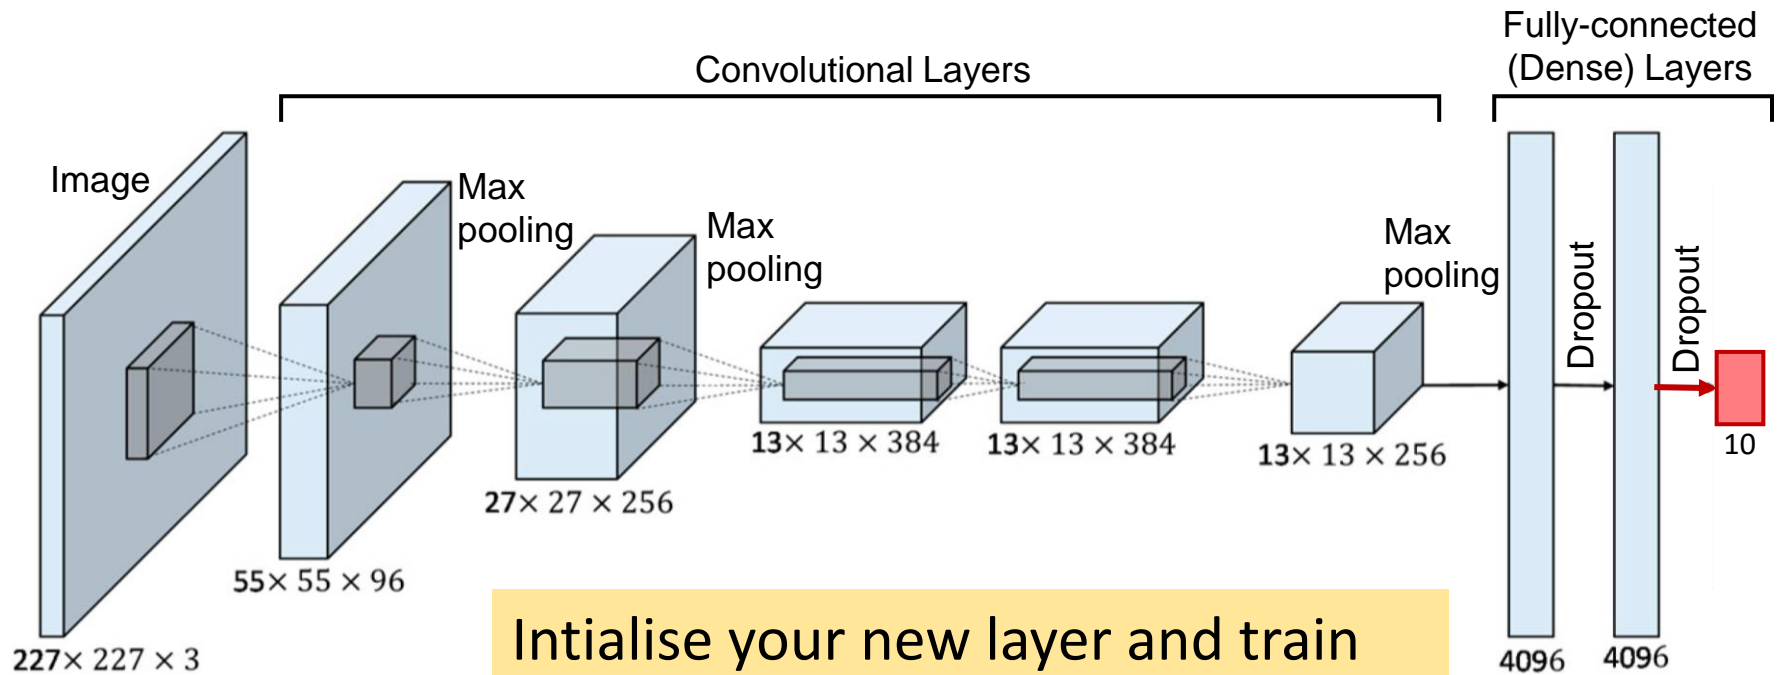 Fully-connected
(Dense) Layers
Convolutional Layers
Image
Max
pooling
Max
pooling
Max
pooling
Dropout
Dropout
10
13× 13 × 384
13× 13 × 384
13× 13 × 256
27× 27 × 256
55× 55 × 96
227× 227 × 3
4096
4096
Intialise your new layer and train